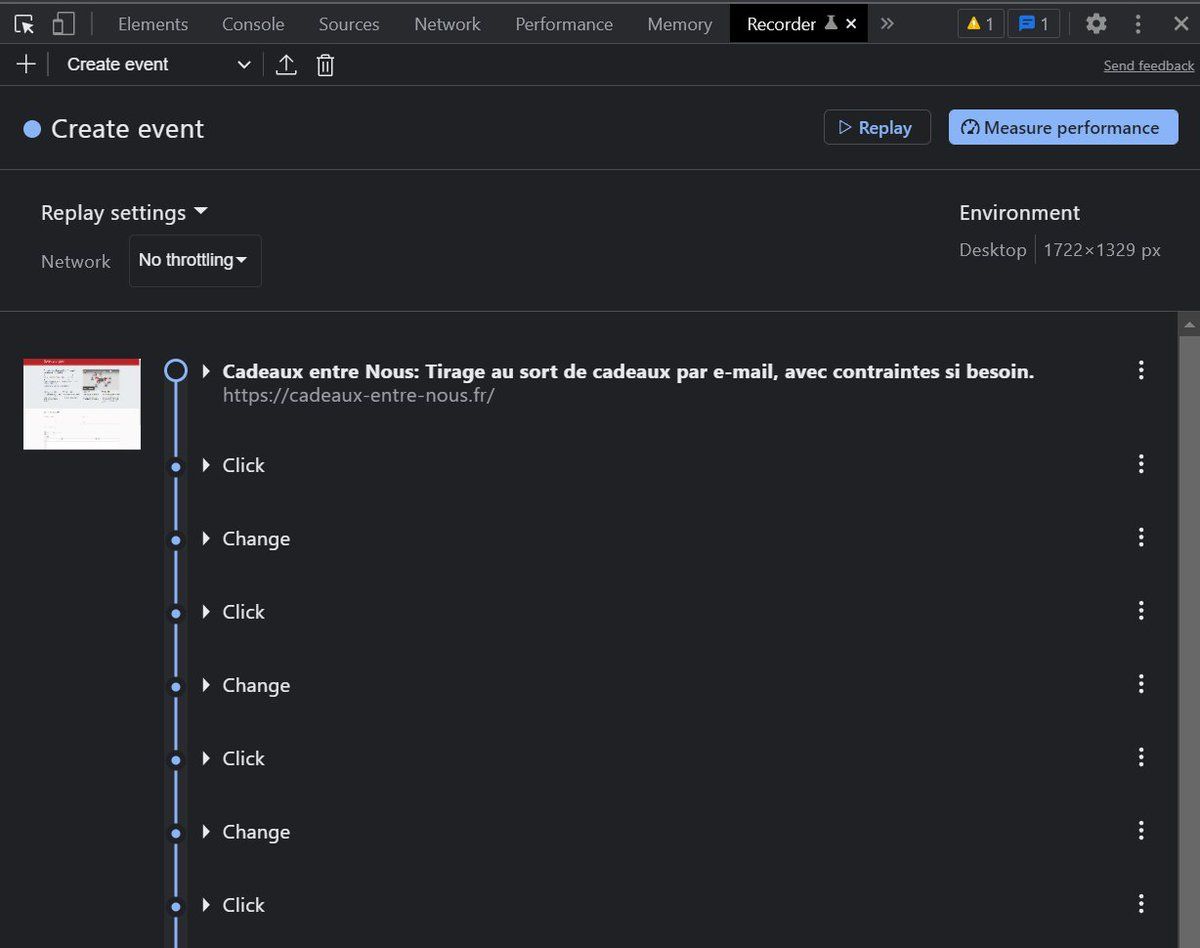 Elements Console Sources Network Performance Memory Recorder 1 1
Create event Send feedback
Create event Replay Measure performance
Replay settings Environment
Network No throttling Desktop 1722×1329 px
Cadeaux entre Nous: Tirage au sort de cadeaux par e-mail, avec contraintes si besoin.
https://cadeaux-entre-nous.fr/
Click
Change
Click
Change
Click
Change
Click